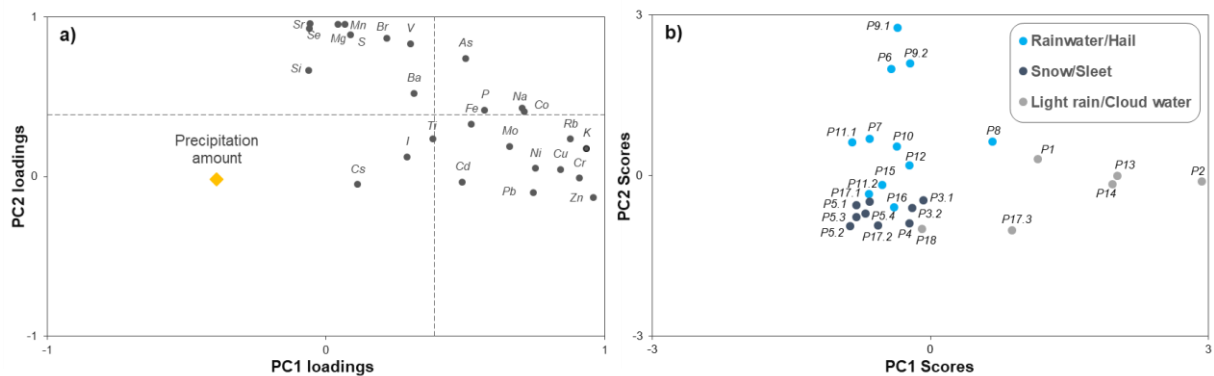 a)
1
Sr
Se
Mg
Mn
S
Br
V
As
Si
Ba
P
Na
Co
Fe
Ti
I
Mo
Rb
K
Cs
Cd
Ni
Cu
Cr
Pb
Zn
Precipitation
amount
0
-1
-1
0
1
PC2 loadings
PC1 loadings
b)
3
P9.1
P9.2
P6
Rainwater/Hail
Snow/Sleet
Light rain/Cloud water
P11.1
P7
P10
P8
P1
P12
P13
P2
P15
P14
P11.2
P17.1
P16
P3.1
P5.1
P5.3
P5.4
P3.2
P17.3
P5.2
P17.2
P4
P18
0
-3
-3
0
3
PC2 Scores
PC1 Scores